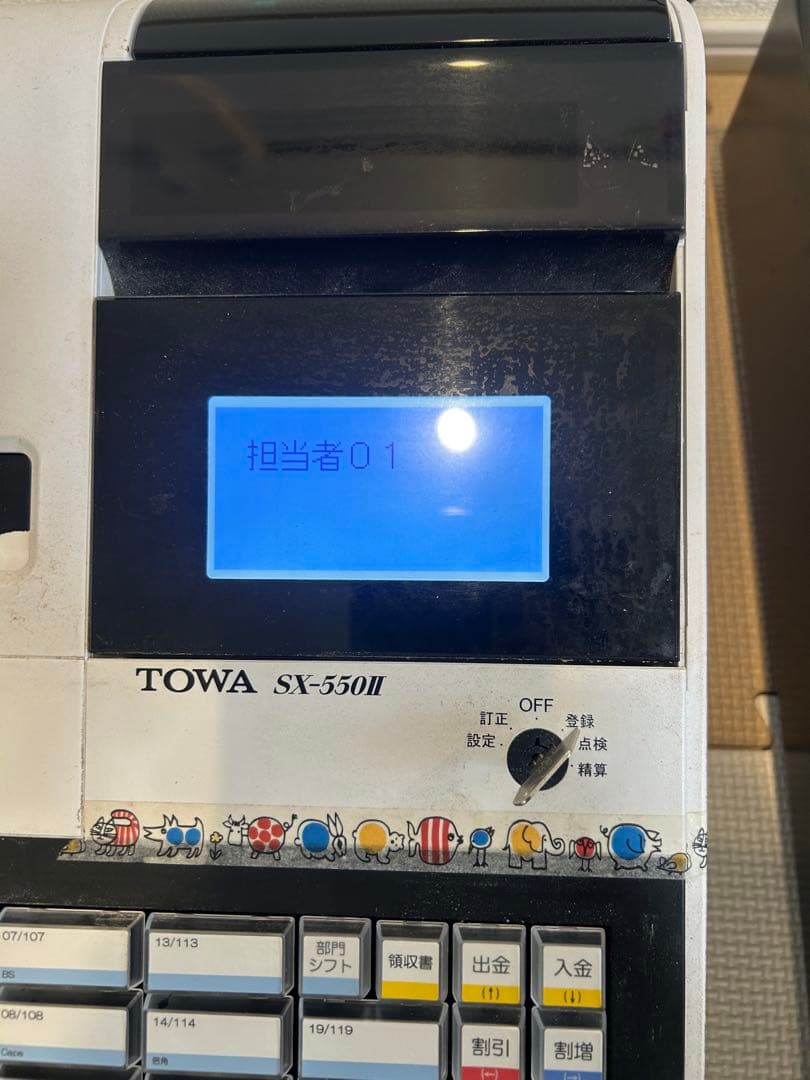 担当者01
TOWA SX-550II
OFF
訂正
登録
設定
点検
精算
07/107
BS
13/113
部門
シフト
領収書
出金
(↑)
入金
(↓)
08/108
14/114
19/119
割引
(←)
割増
(→)